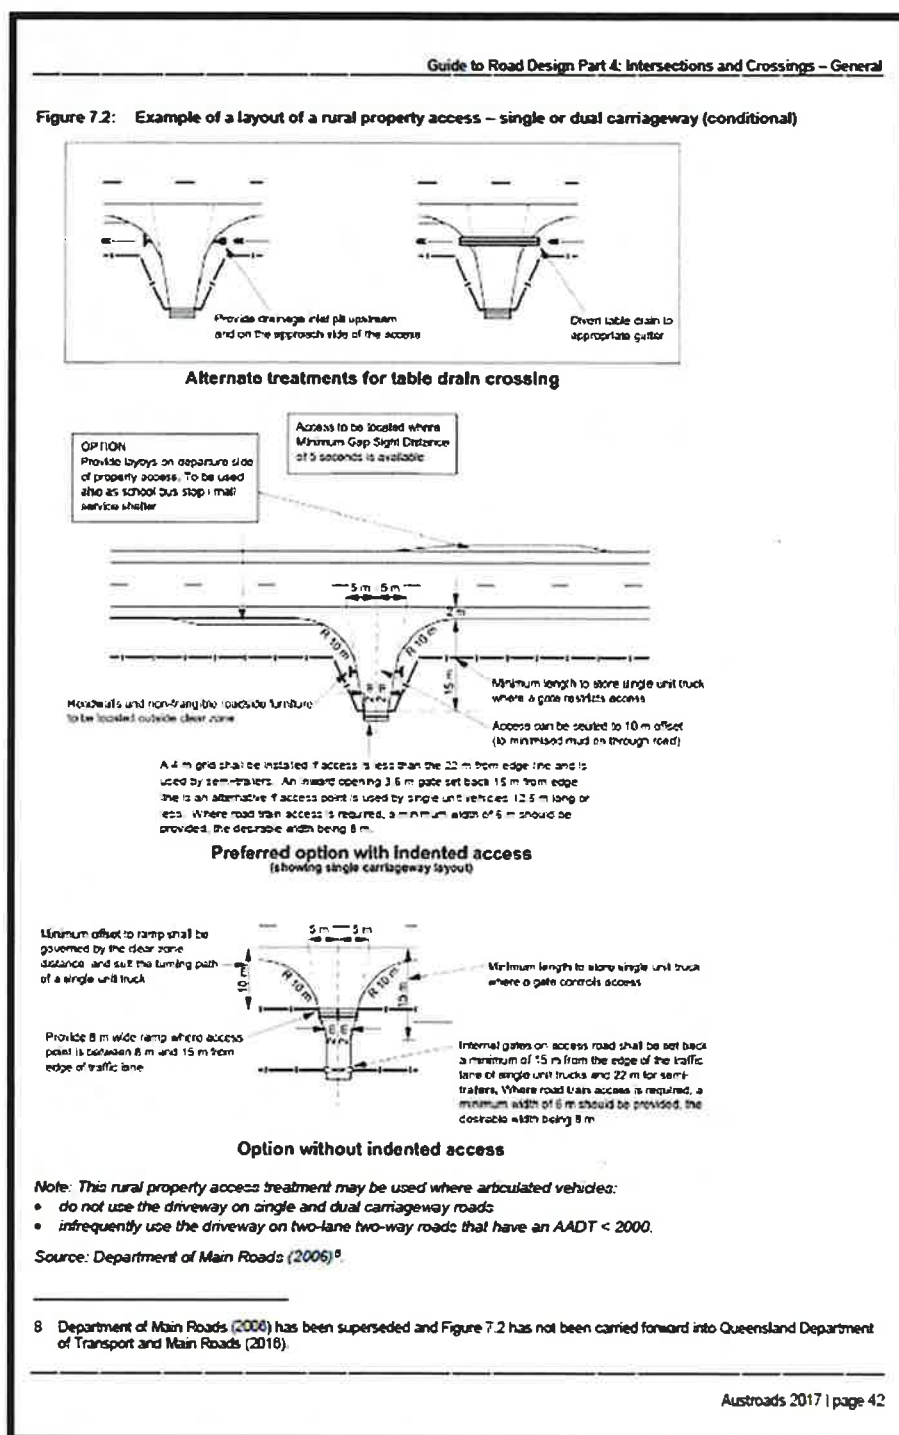 Guide to Road Design Part 4: Intersections and Crossings – General
Figure 7.2: Example of a layout of a rural property access – single or dual carriageway (conditional)
Provide drainage inlet pit upstream
and on the approach side of the access
Divert table drain to
appropriate gutter
Alternate treatments for table drain crossing
Access to be located where
Minimum Gap Sight Distance
of 5 seconds is available
OPTION
Provide laybys on departure side
of property access. To be used
also as school bus stop / mail
service shelter
5 m 5 m
2 m
R 10 m
R 10 m
15 m
2 m
2 m
Minimum length to store single unit truck
where a gate restricts access
Headwalls and non-frangible roadside furniture
to be located outside clear zone
Access can be sealed to 10 m offset
(to minimised mud on through road)
A 4 m grid shall be installed if access is less than the 22 m from edge line and is
used by semi-trailers. An inward opening 3.6 m gate set back 15 m from edge
line is an alternative if access point is used by single unit vehicles 12.5 m long or
less. Where road train access is required, a minimum width of 6 m should be
provided, the desirable width being 8 m.
Preferred option with indented access
(showing single carriageway layout)
Minimum offset to ramp shall be
governed by the clear zone
distance, and suit the turning path
of a single unit truck
5 m 5 m
10 m
R 10 m
R 10 m
15 m
2 m
2 m
Minimum length to store single unit truck
where a gate controls access
Provide 8 m wide ramp where access
point is between 8 m and 15 m from
edge of traffic lane
Internal gates on access road shall be set back
a minimum of 15 m from the edge of the traffic
lane of single unit trucks and 22 m for semi-
trailers. Where road train access is required, a
minimum width of 6 m should be provided, the
desirable width being 8 m
Option without indented access
Note: This rural property access treatment may be used where articulated vehicles:
• do not use the driveway on single and dual carriageway roads
• infrequently use the driveway on two-lane two-way roads that have an AADT < 2000.
Source: Department of Main Roads (2006)8.
8 Department of Main Roads (2006) has been superseded and Figure 7.2 has not been carried forward into Queensland Department
of Transport and Main Roads (2016).
Austroads 2017 | page 42